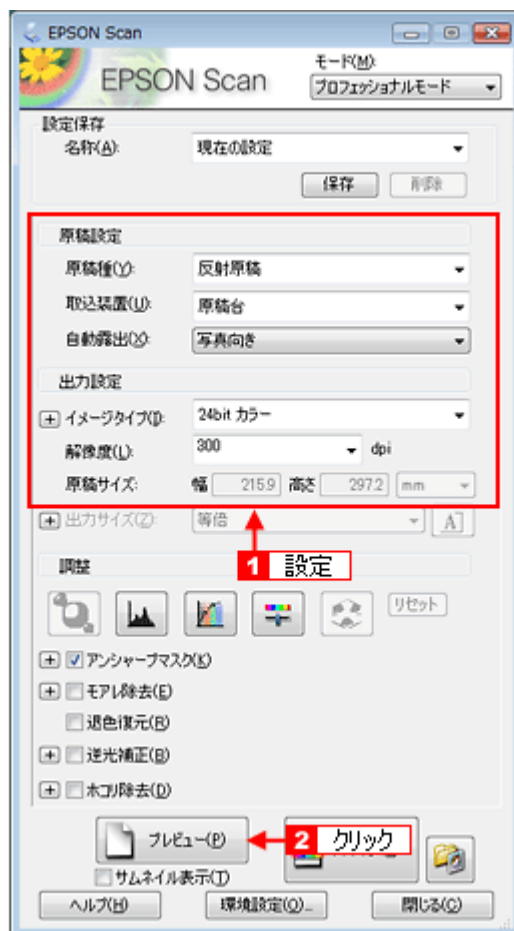 EPSON Scan
EPSON Scan
モード(M):
プロフェッショナルモード
設定保存
名称(A):
現在の設定
保存
削除
原稿設定
原稿種(Y):
反射原稿
取込装置(U):
原稿台
自動露出(X):
写真向き
出力設定
イメージタイプ(I):
24bit カラー
解像度(L):
300
dpi
原稿サイズ:
幅 215.9 高さ 297.2 mm
出力サイズ(Z):
等倍
A
1 設定
調整
リセット
アンシャープマスク(K)
モアレ除去(E)
退色復元(R)
逆光補正(B)
ホコリ除去(D)
プレビュー(P)
2 クリック
サムネイル表示(T)
ヘルプ(H)
環境設定(O)...
閉じる(C)